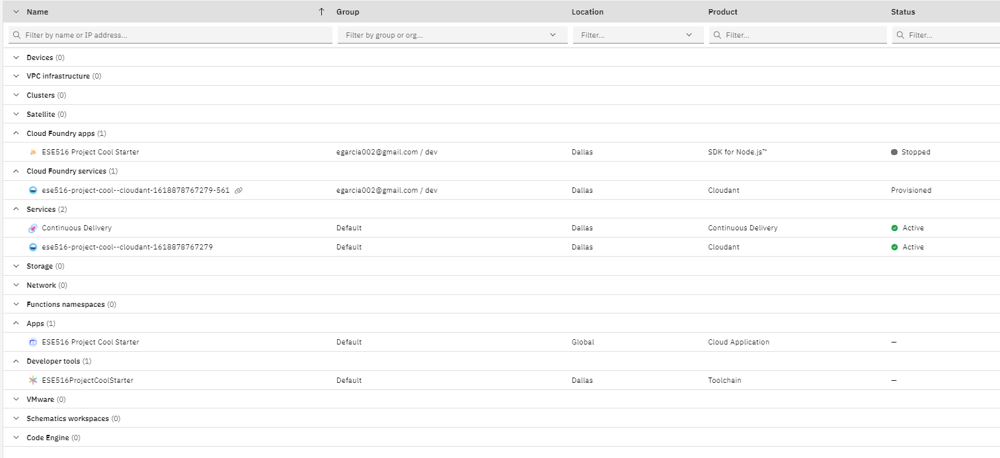 Name Group Location Product Status
Filter by name or IP address... Filter by group or org... Filter... Filter... Filter...
Devices (0)
VPC infrastructure (0)
Clusters (0)
Satellite (0)
Cloud Foundry apps (1)
ESE516 Project Cool Starter egarcia002@gmail.com / dev Dallas SDK for Node.js™ Stopped
Cloud Foundry services (1)
ese516-project-cool--cloudant-1618878767279-561 egarcia002@gmail.com / dev Dallas Cloudant Provisioned
Services (2)
Continuous Delivery Default Dallas Continuous Delivery Active
ese516-project-cool--cloudant-1618878767279 Default Dallas Cloudant Active
Storage (0)
Network (0)
Functions namespaces (0)
Apps (1)
ESE516 Project Cool Starter Default Global Cloud Application —
Developer tools (1)
ESE516ProjectCoolStarter Default Dallas Toolchain —
VMware (0)
Schematics workspaces (0)
Code Engine (0)